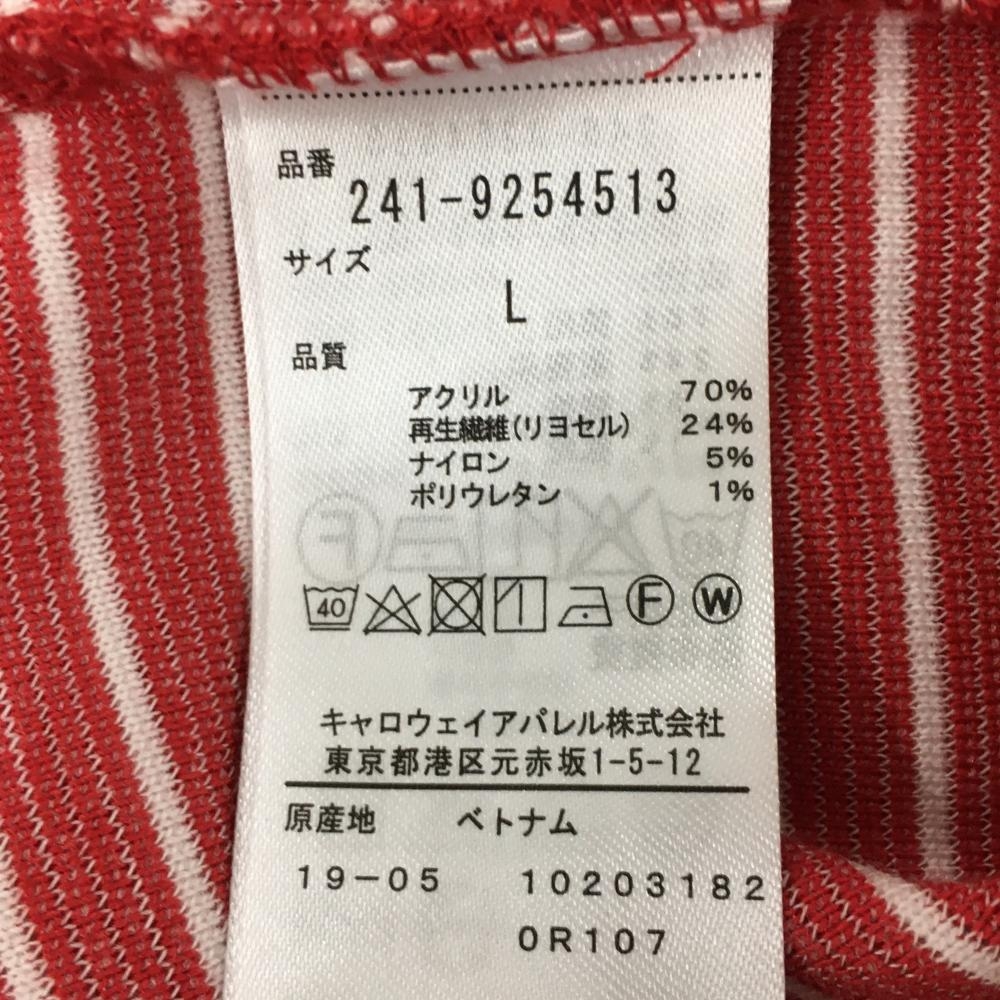 品番
241-9254513
サイズ
L
品質
アクリル 70%
再生繊維(リヨセル) 24%
ナイロン 5%
ポリウレタン 1%
40 F W
キャロウェイアパレル株式会社
東京都港区元赤坂1-5-12
原産地 ベトナム
19-05 10203182
0R107